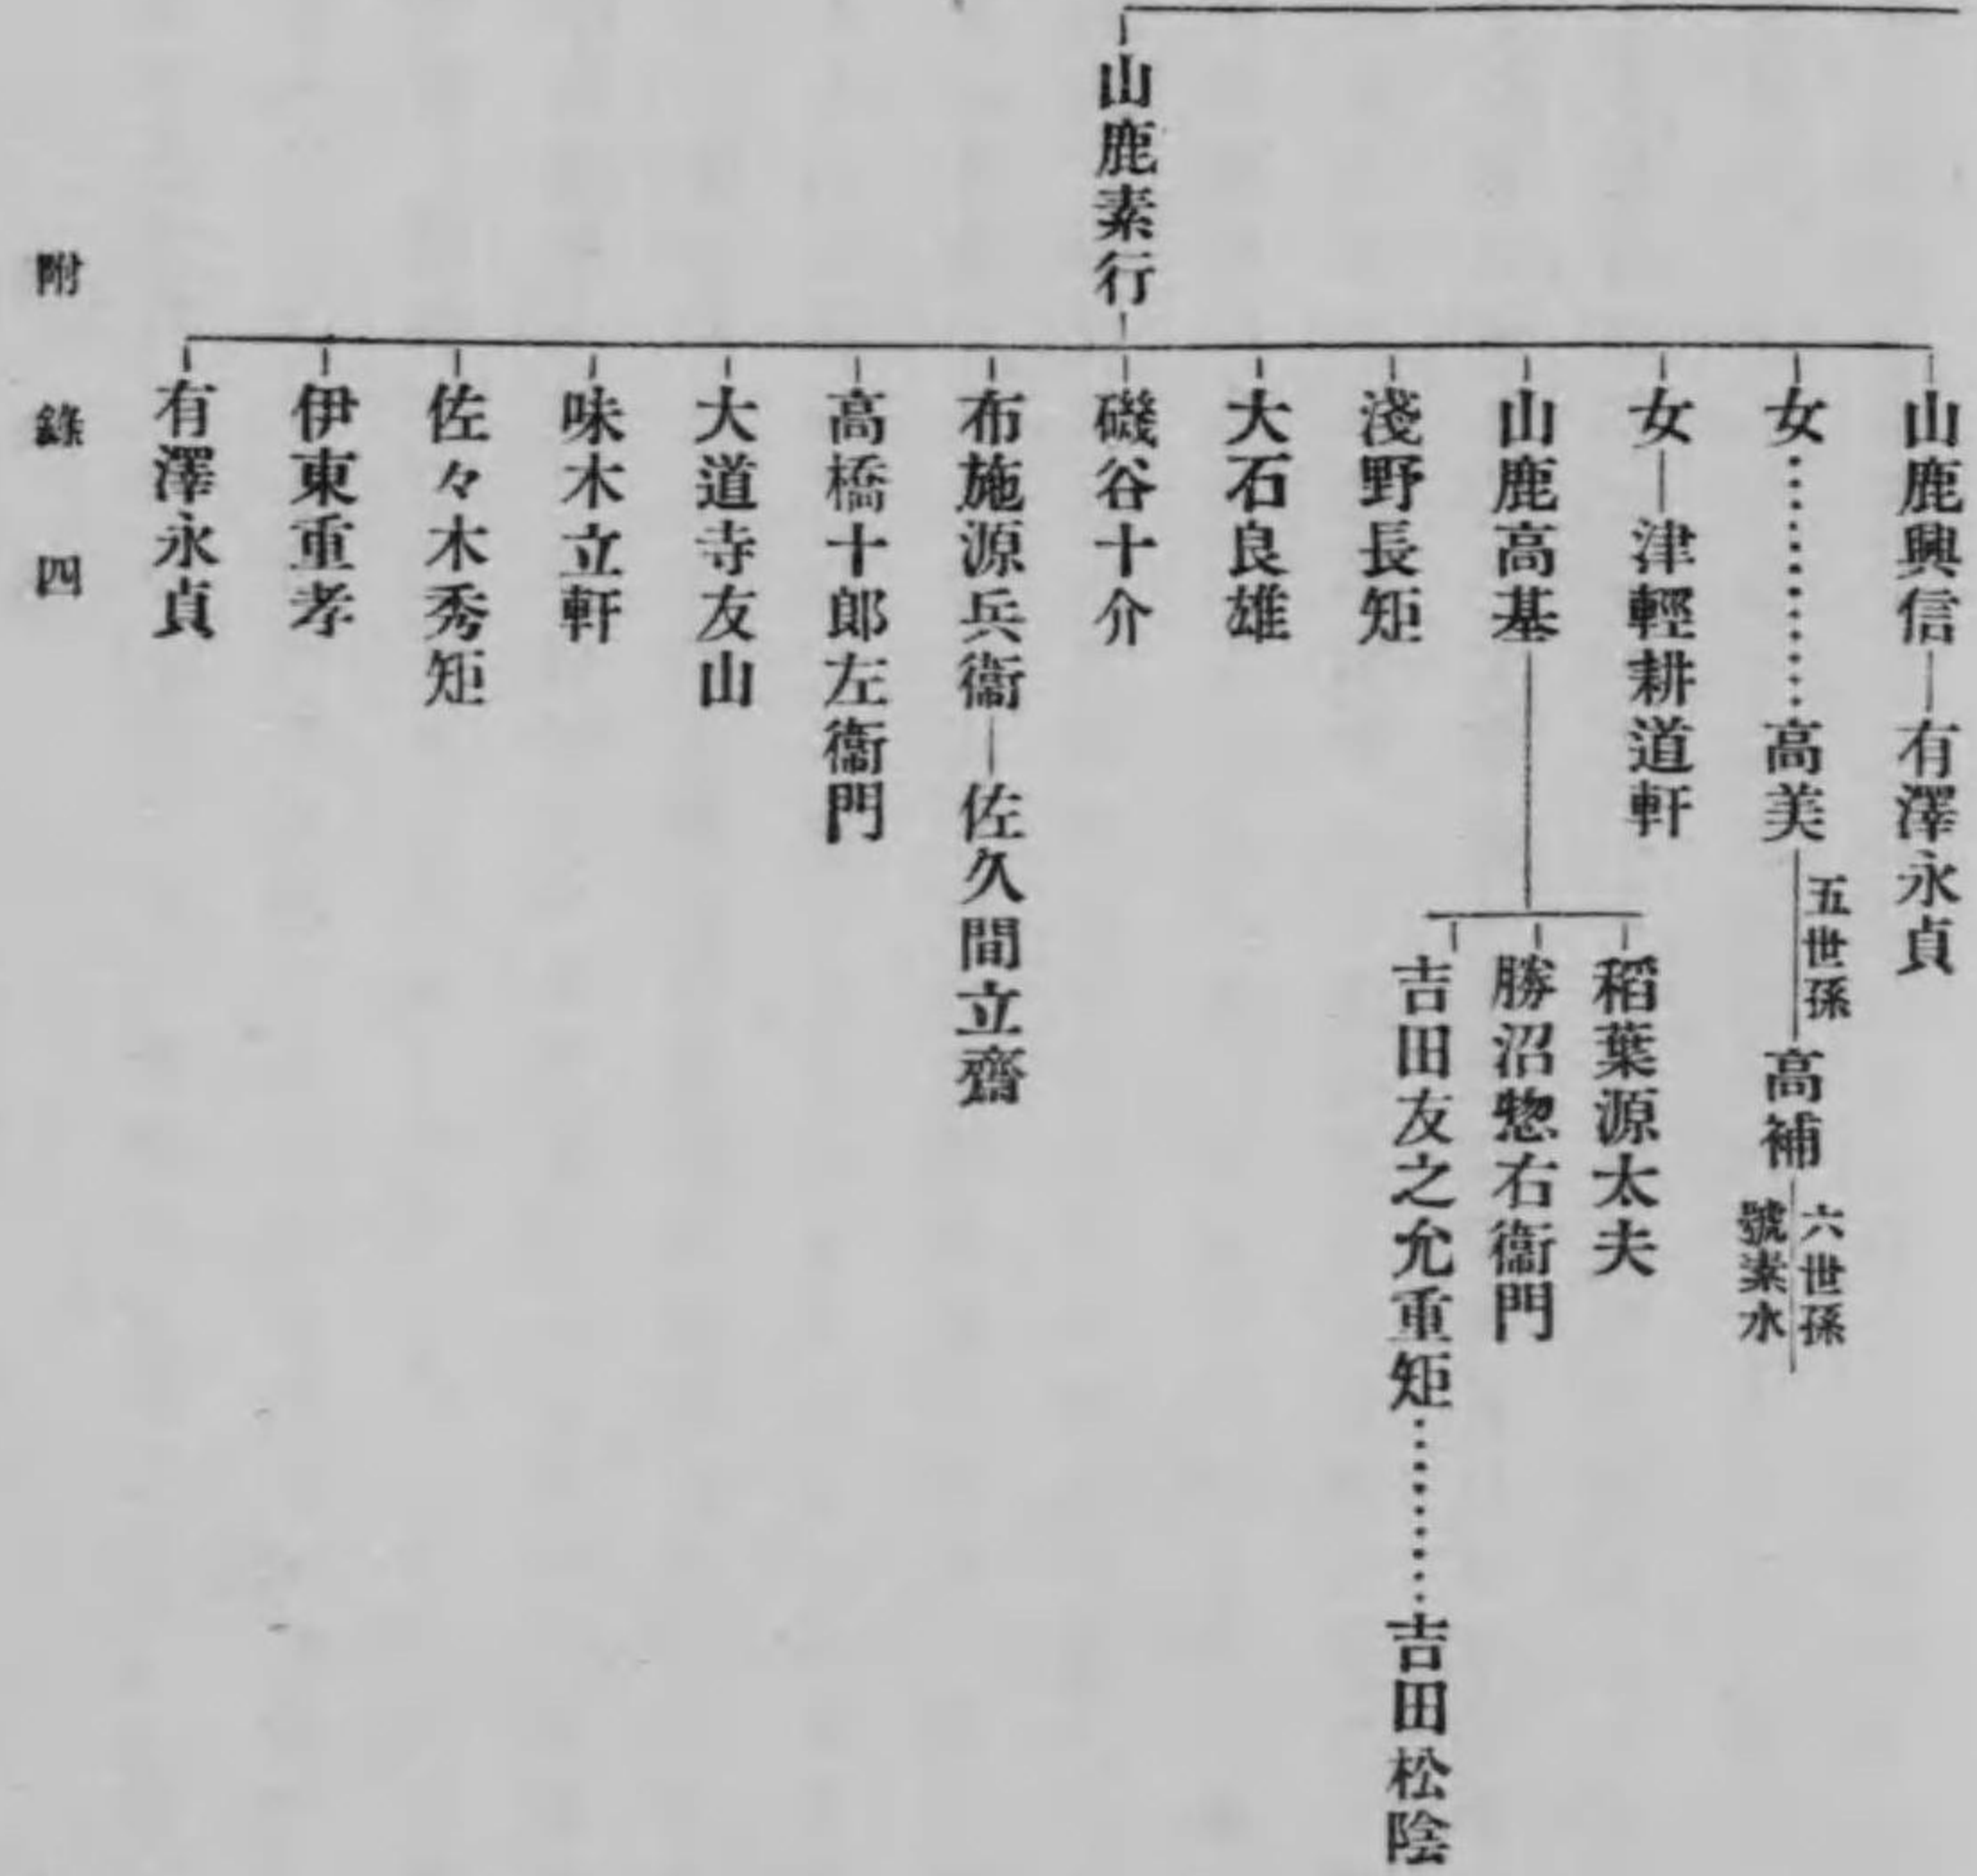 山鹿素行
山鹿興信―有澤永貞
女…………高美―五世孫―高補―六世孫 號素水
女―津輕耕道軒
山鹿高基
稻葉源太夫
勝沼惣右衞門
吉田友之允重矩…………吉田松陰
淺野長矩
大石良雄
磯谷十介
布施源兵衞―佐久間立齋
高橋十郎左衞門
大道寺友山
味木立軒
佐々木秀矩
伊東重孝
有澤永貞
附錄四